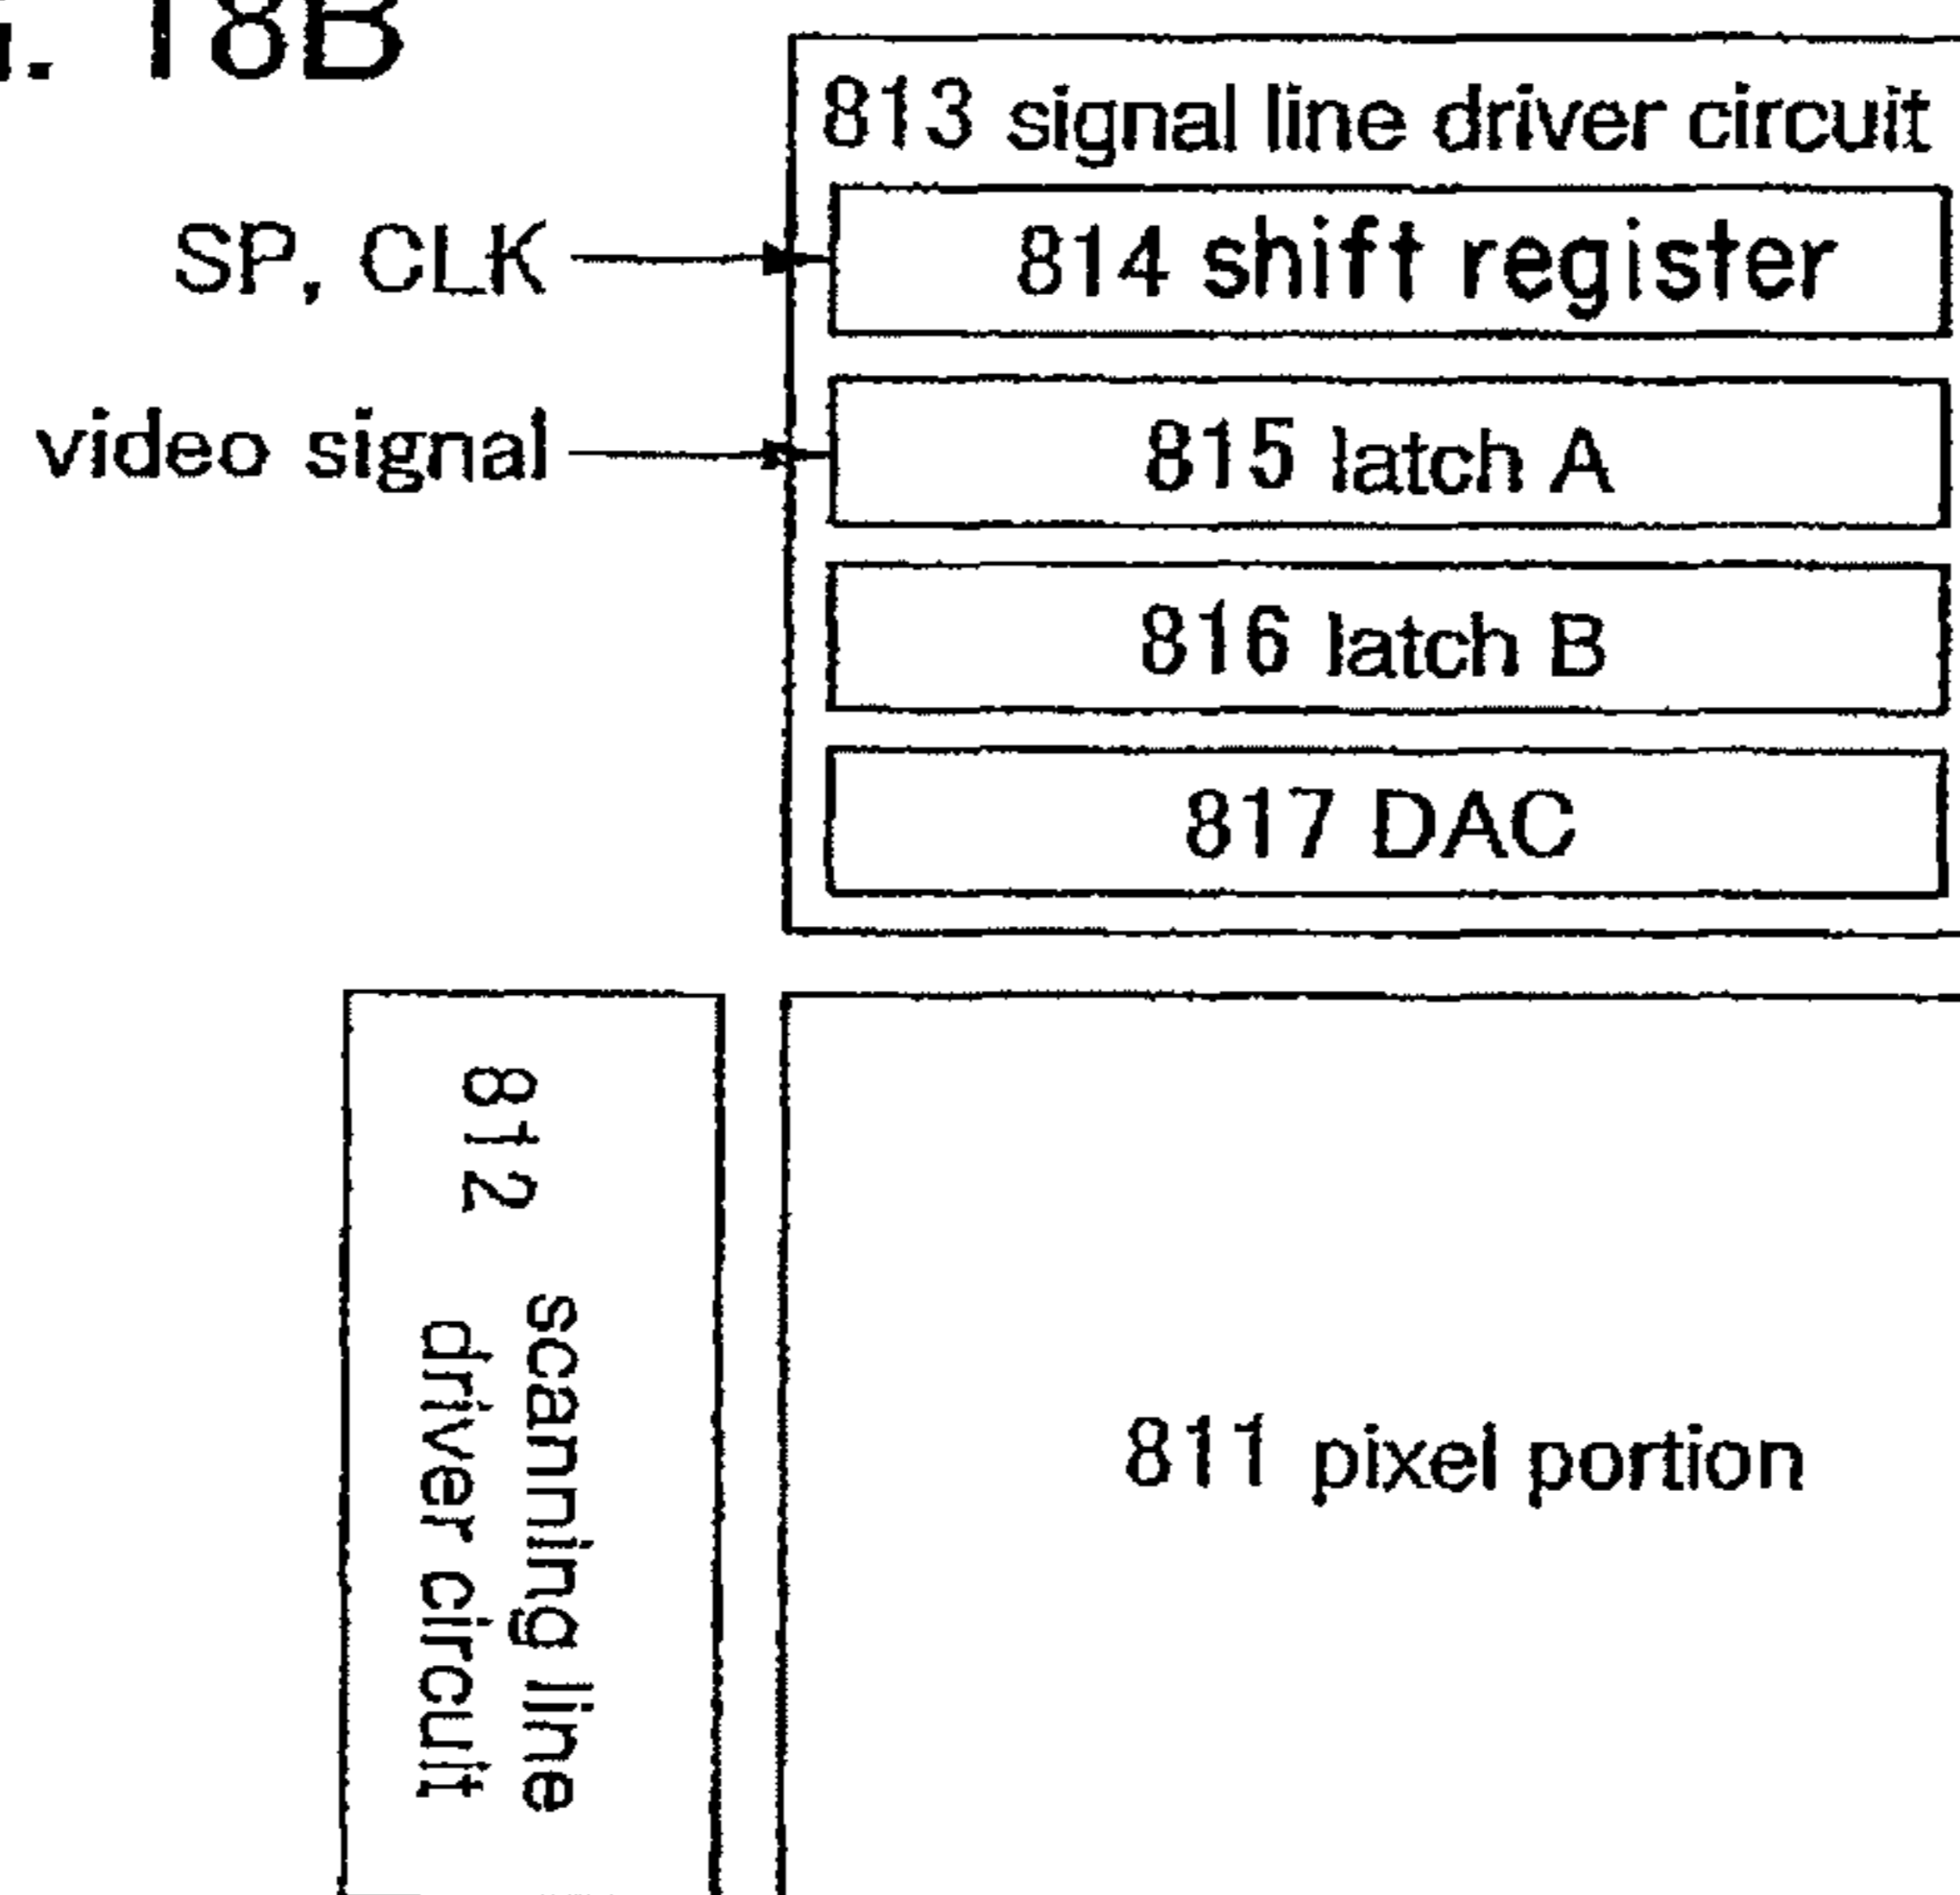 . 18B
813 signal line driver circuit
SP, CLK
814 shift register
video signal
815 latch A
816 latch B
817 DAC
812 scanning line
driver circuit
811 pixel portion